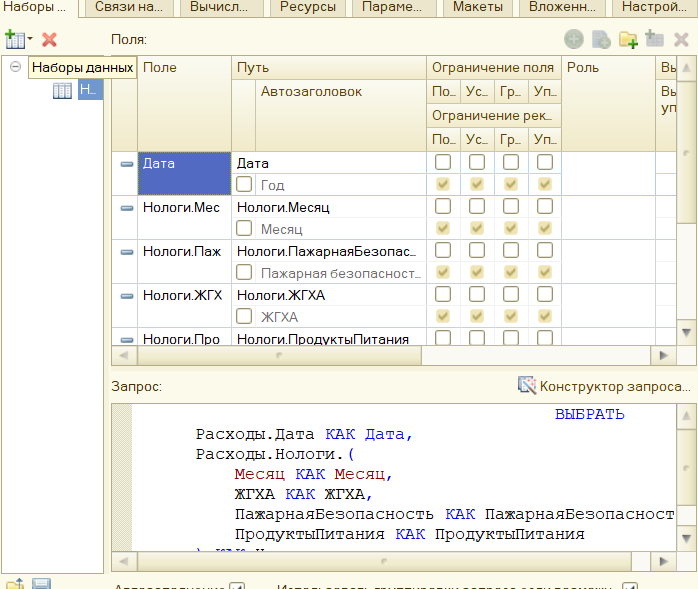 Наборы ...
Связи на...
Вычисл...
Ресурсы
Параме...
Макеты
Вложенн...
Настрой...
Поля:
Наборы данных
Н...
Поле
Путь
Автозаголовок
Ограничение поля
По... Ус... Гр... Уп...
Ограничение рек...
По... Ус... Гр... Уп...
Роль
Вы
Вы
уп
Дата
Дата
Год
Нологи.Мес
Нологи.Месяц
Месяц
Нологи.Паж
Нологи.ПажарнаяБезопас...
Пажарная безопасност...
Нологи.ЖГХ
Нологи.ЖГХА
ЖГХА
Нологи.Про
Нологи.ПродуктыПитания
Запрос:
Конструктор запроса...
ВЫБРАТЬ
Расходы.Дата КАК Дата,
Расходы.Нологи.(
Месяц КАК Месяц,
ЖГХА КАК ЖГХА,
ПажарнаяБезопасность КАК ПажарнаяБезопасност
ПродуктыПитания КАК ПродуктыПитания